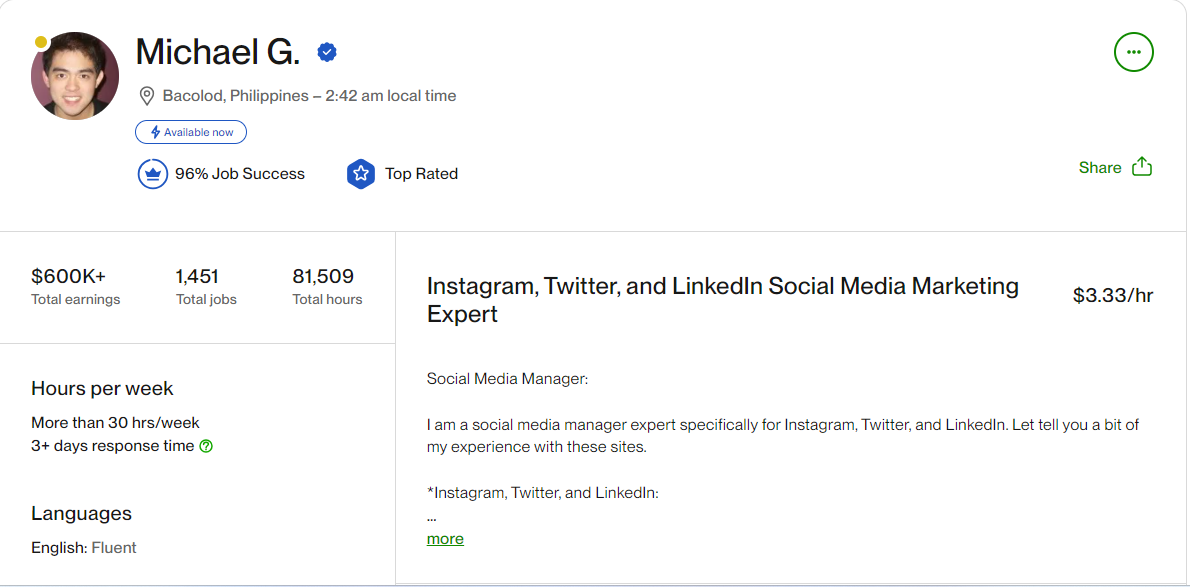 Michael G.
Bacolod, Philippines – 2:42 am local time
Available now
96% Job Success
Top Rated
Share
$600K+
Total earnings
1,451
Total jobs
81,509
Total hours
Hours per week
More than 30 hrs/week
3+ days response time
Languages
English: Fluent
Instagram, Twitter, and LinkedIn Social Media Marketing
Expert
$3.33/hr
Social Media Manager:
I am a social media manager expert specifically for Instagram, Twitter, and LinkedIn. Let tell you a bit of
my experience with these sites.
*Instagram, Twitter, and LinkedIn:
...
more